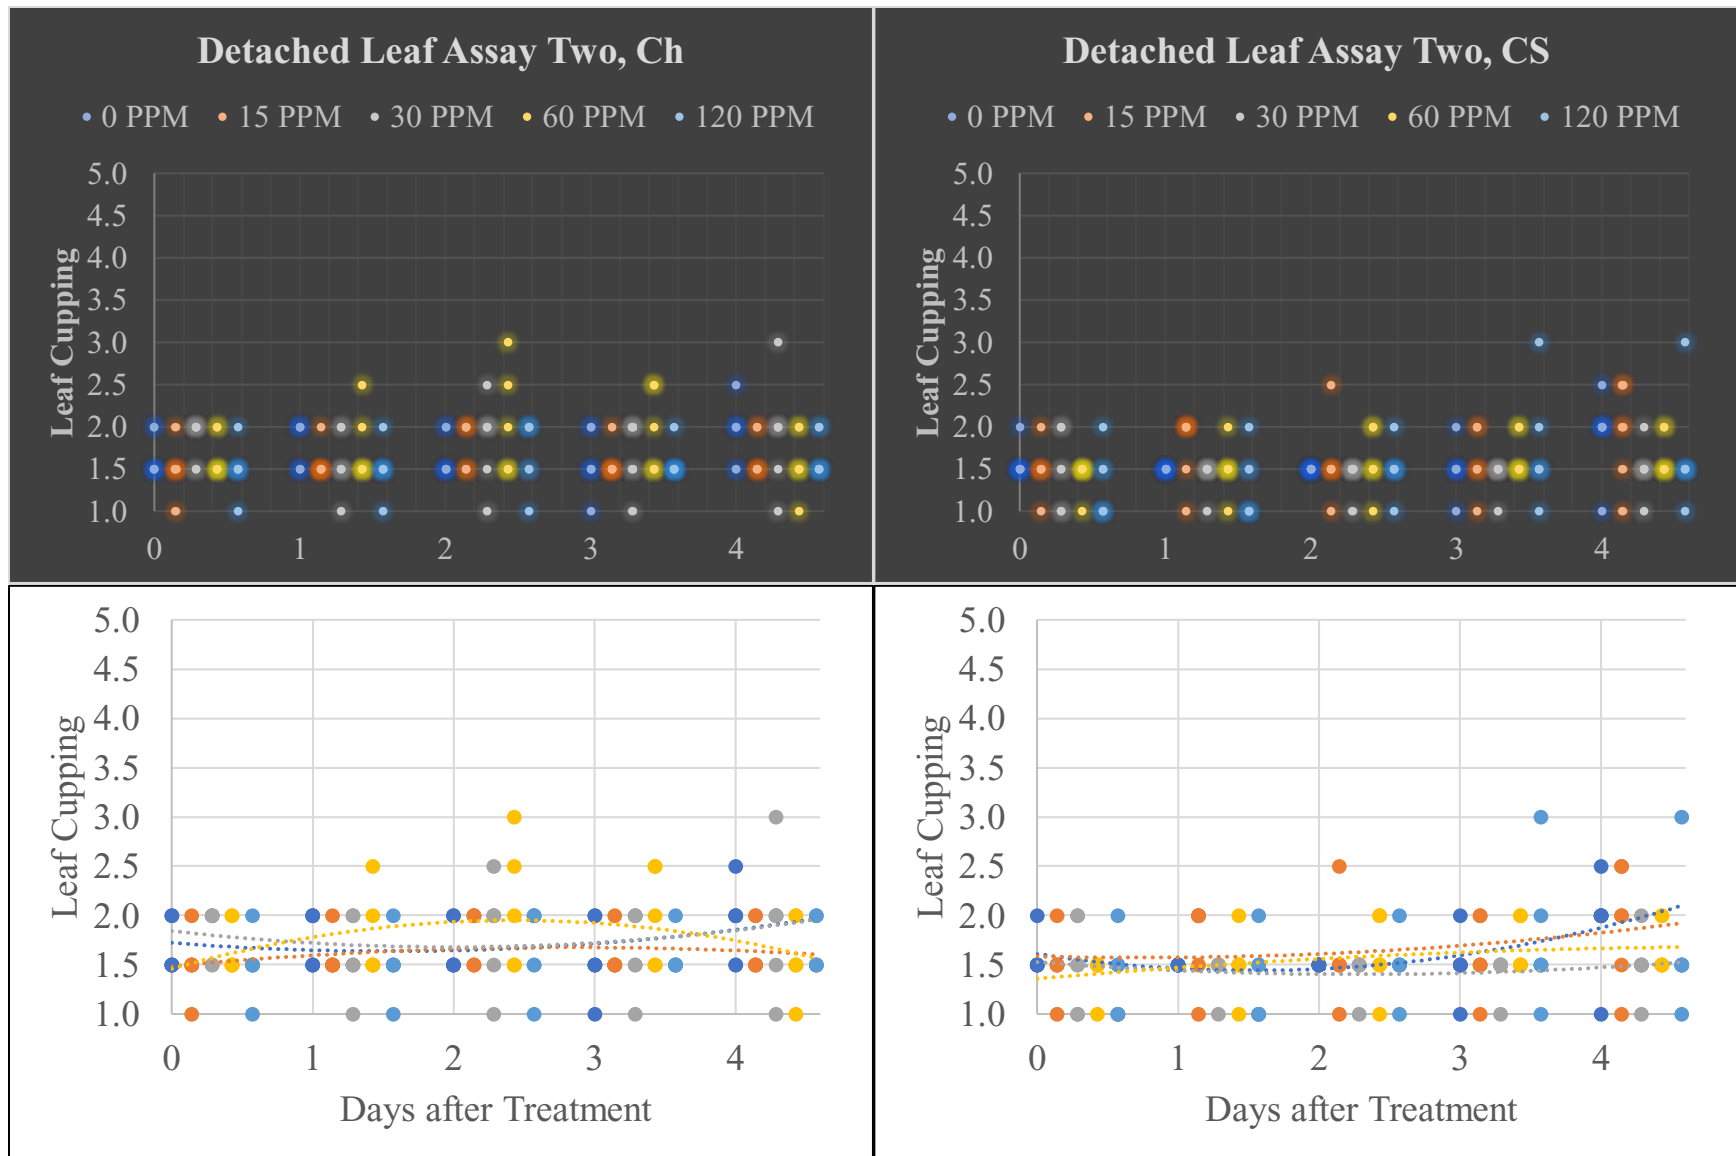 Detached Leaf Assay Two, Ch
0 PPM 15 PPM 30 PPM 60 PPM 120 PPM
Leaf Cupping
5.0
4.5
4.0
3.5
3.0
2.5
2.0
1.5
1.0
0 1 2 3 4
Detached Leaf Assay Two, CS
0 PPM 15 PPM 30 PPM 60 PPM 120 PPM
Leaf Cupping
5.0
4.5
4.0
3.5
3.0
2.5
2.0
1.5
1.0
0 1 2 3 4
Leaf Cupping
5.0
4.5
4.0
3.5
3.0
2.5
2.0
1.5
1.0
0 1 2 3 4
Days after Treatment
Leaf Cupping
5.0
4.5
4.0
3.5
3.0
2.5
2.0
1.5
1.0
0 1 2 3 4
Days after Treatment